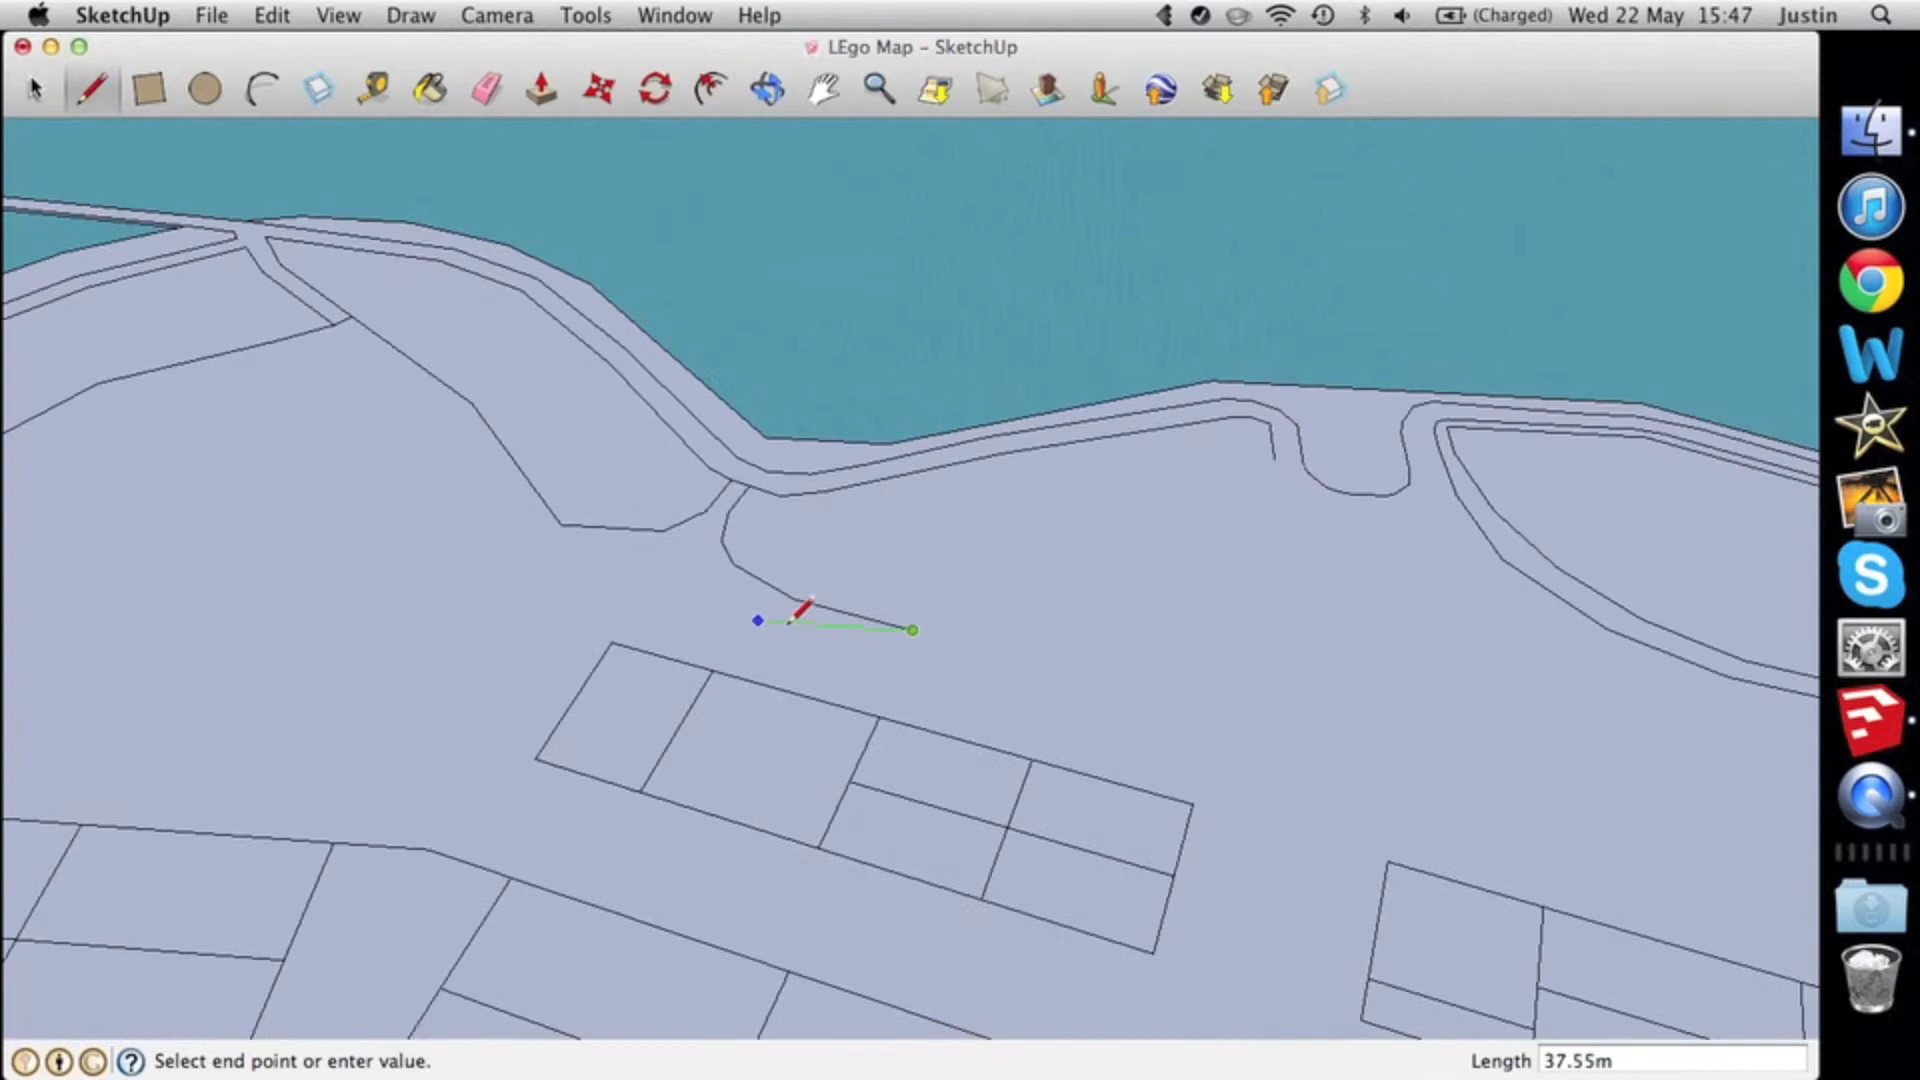 SketchUp File Edit View Draw Camera Tools Window Help (Charged) Wed 22 May 15:47 Justin
LEgo Map - SketchUp
Select end point or enter value. Length 37.55m